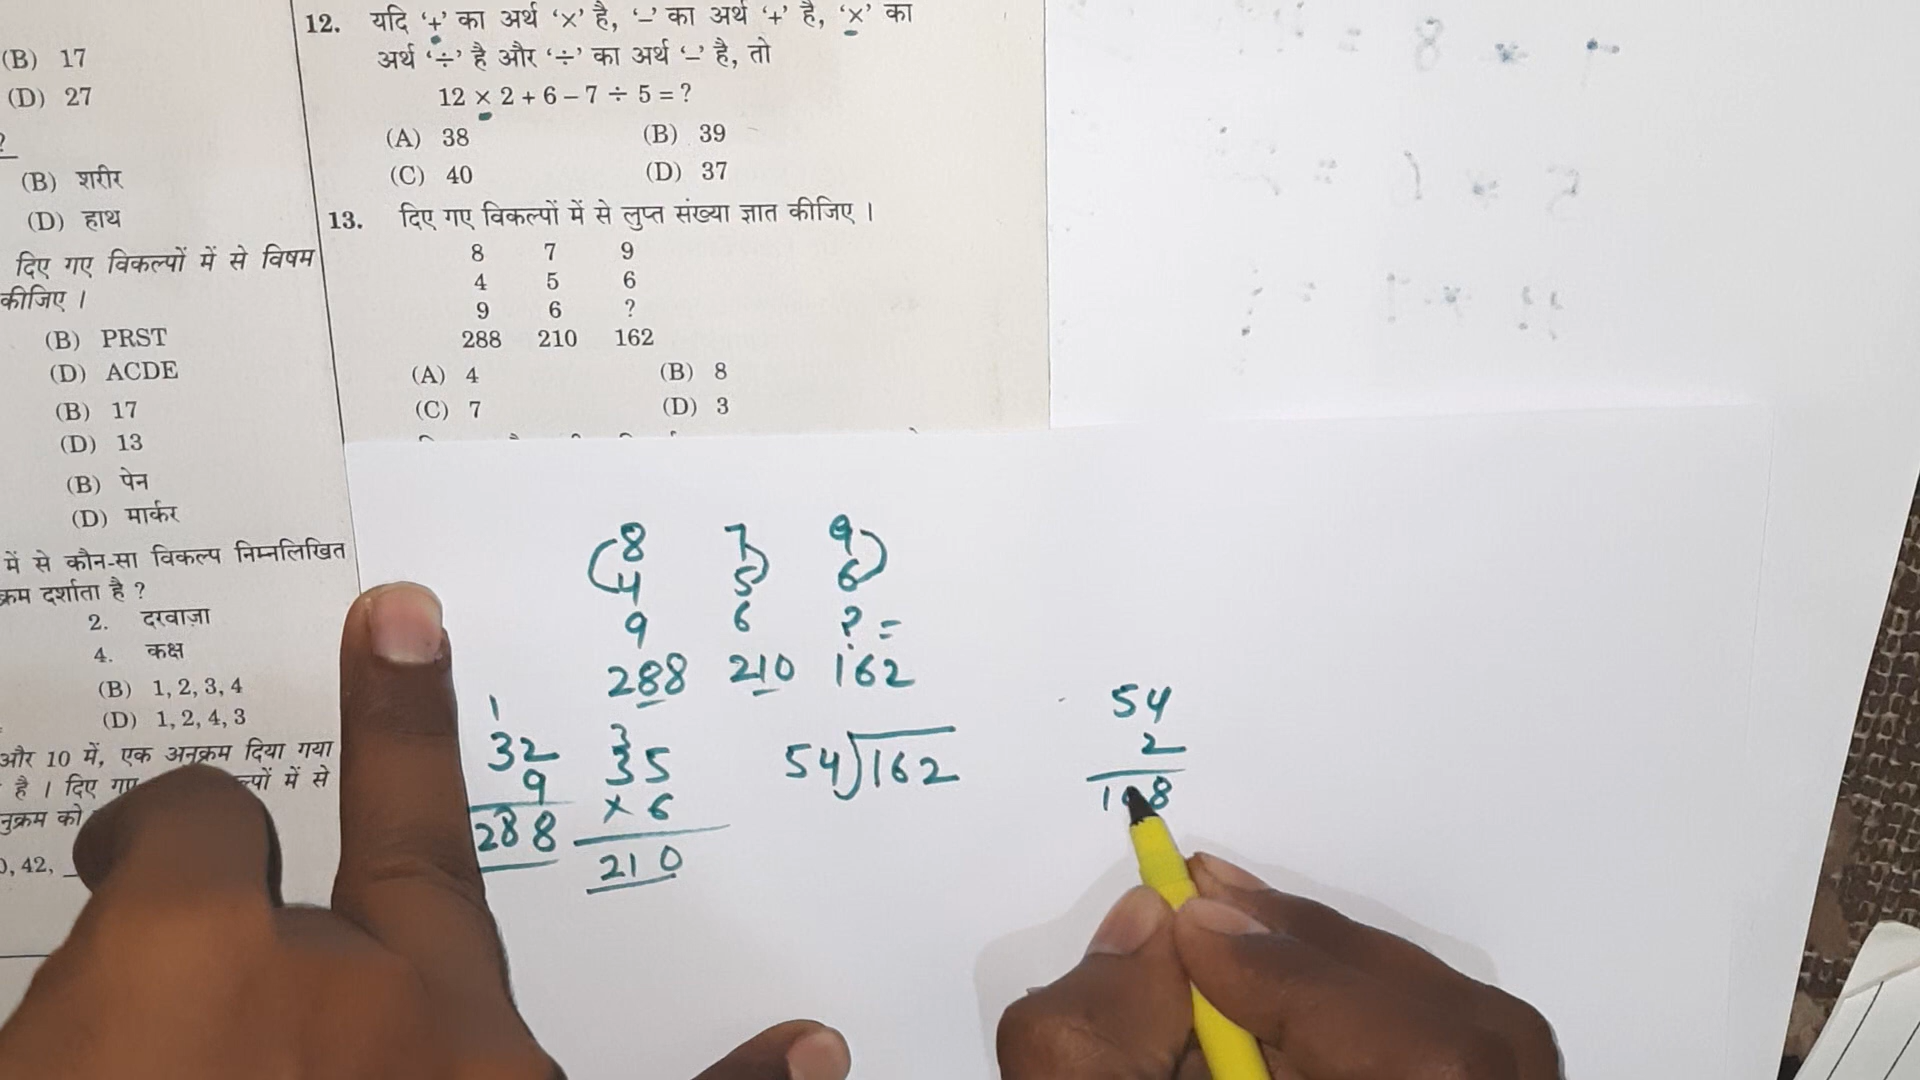 (B) 17
(D) 27
?
(B) शरीर
(D) हाथ
दिए गए विकल्पों में से विषम
कीजिए ।
(B) PRST
(D) ACDE
(B) 17
(D) 13
(B) पेन
(D) मार्कर
में से कौन-सा विकल्प निम्नलिखित
क्रम दर्शाता है ?
2. दरवाज़ा
4. कक्ष
(B) 1, 2, 3, 4
(D) 1, 2, 4, 3
और 10 में, एक अनुक्रम दिया गया
है । दिए गए में से
को
, 42,
12. यदि '+' का अर्थ '×' है, '–' का अर्थ '+' है, '×' का
अर्थ '÷' है और '÷' का अर्थ '–' है, तो
12 × 2 + 6 – 7 ÷ 5 = ?
(A) 38 (B) 39
(C) 40 (D) 37
13. दिए गए विकल्पों में से लुप्त संख्या ज्ञात कीजिए ।
8 7 9
4 5 6
9 6 ?
288 210 162
(A) 4 (B) 8
(C) 7 (D) 3
8 7 9
4 5 6
9 6 ? =
288 210 162
1
32
9
288
3
35
× 6
210
54)162
54
2
108